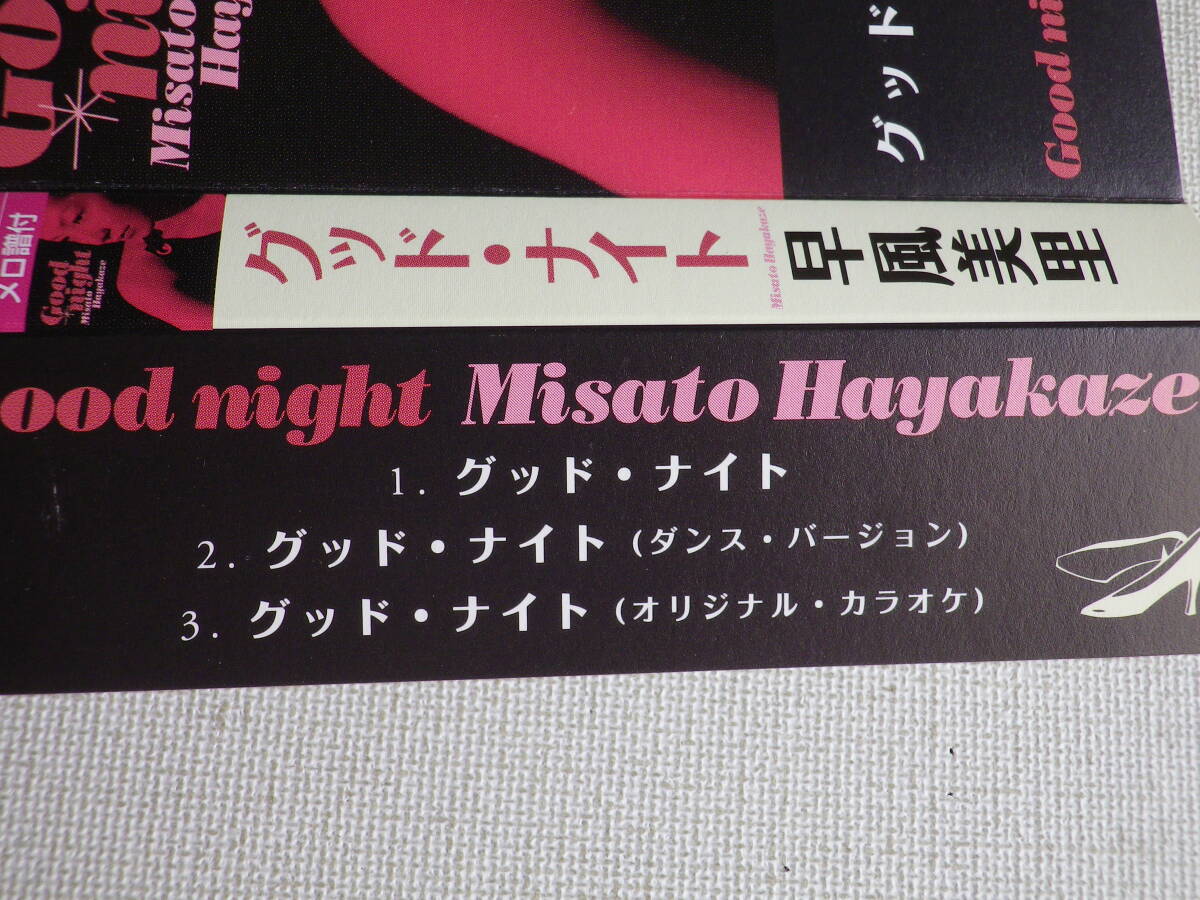 Misato
グッド
メロ譜付
Good
night
Misato
Hayakaze
グッド・ナイト
Misato Hayakaze
早風美里
ood night Misato Hayakaze
1. グッド・ナイト
2. グッド・ナイト (ダンス・バージョン)
3. グッド・ナイト (オリジナル・カラオケ)